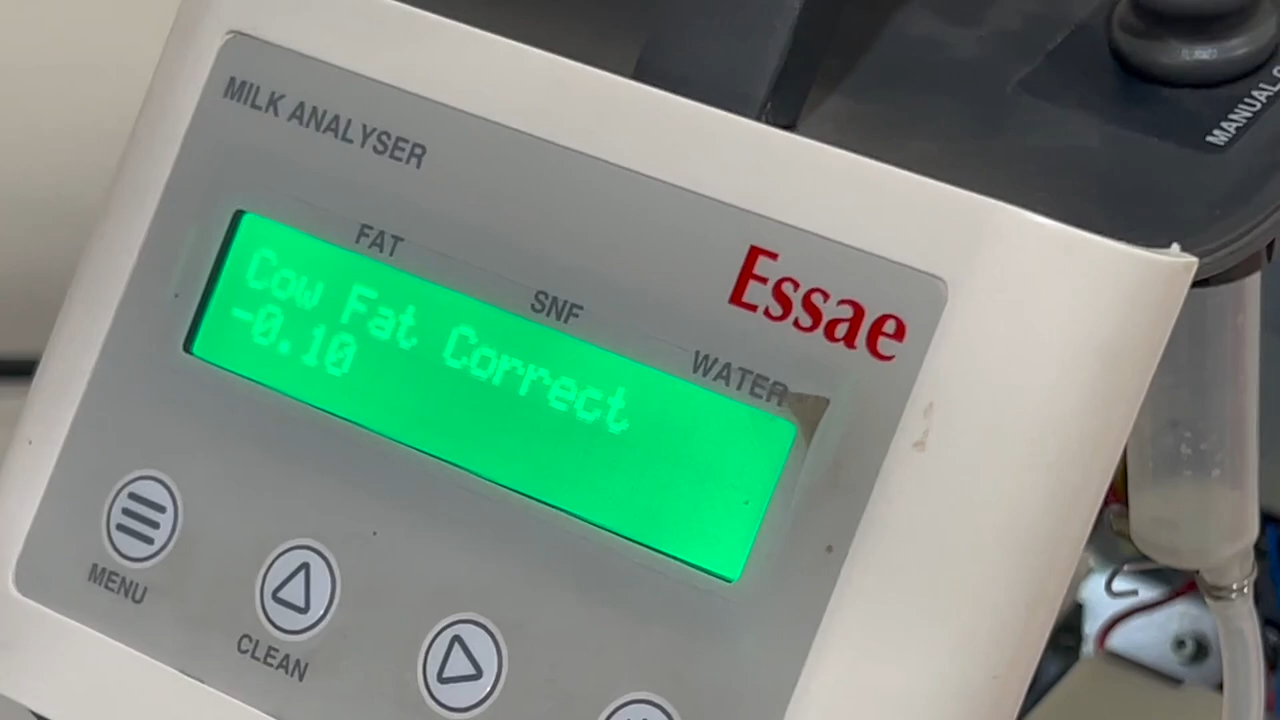 MILK ANALYSER
FAT
SNF
WATER
Essae
Cow Fat Correct
-0.10
MENU
CLEAN
MANUAL